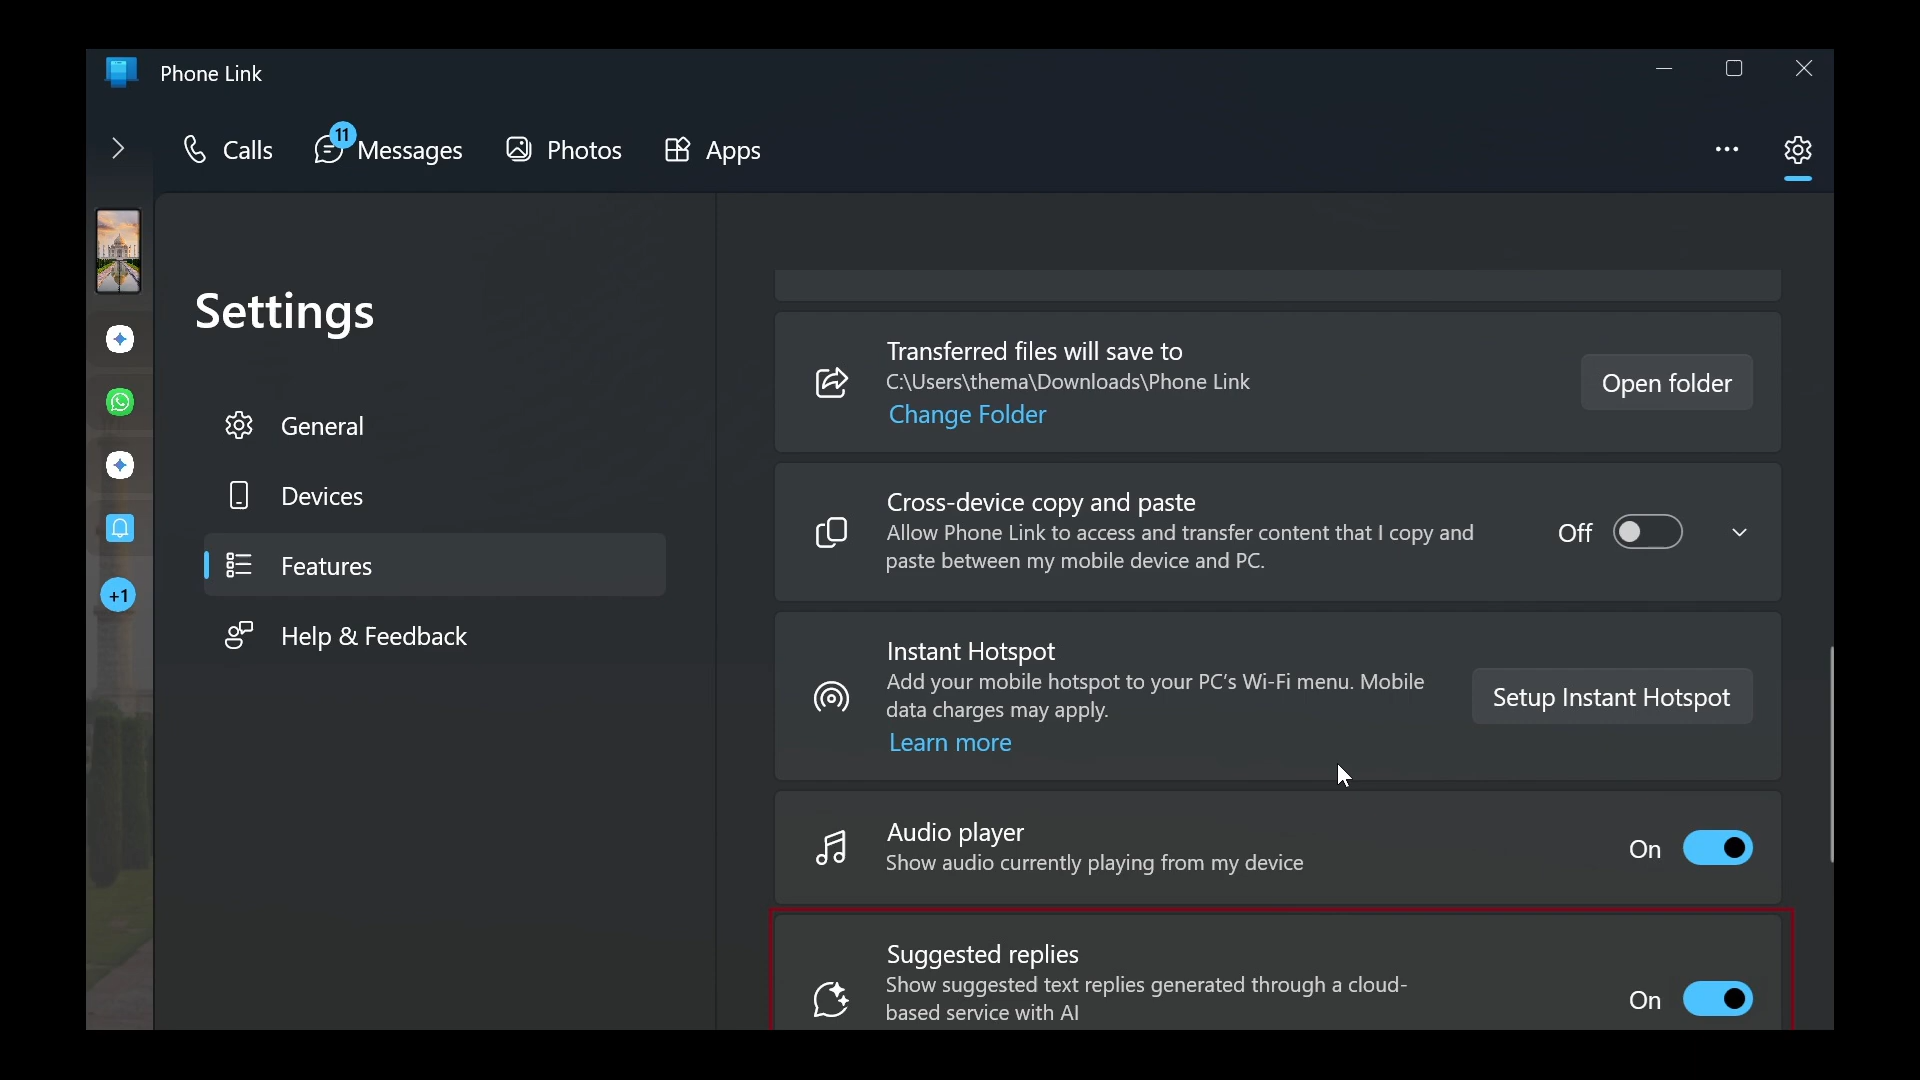 Phone Link
Calls
11
Messages
Photos
Apps
Settings
General
Devices
Features
Help & Feedback
+1
Transferred files will save to
C:\Users\thema\Downloads\Phone Link
Change Folder
Open folder
Cross-device copy and paste
Allow Phone Link to access and transfer content that I copy and
paste between my mobile device and PC.
Off
Instant Hotspot
Add your mobile hotspot to your PC's Wi-Fi menu. Mobile
data charges may apply.
Learn more
Setup Instant Hotspot
Audio player
Show audio currently playing from my device
On
Suggested replies
Show suggested text replies generated through a cloud-
based service with AI
On